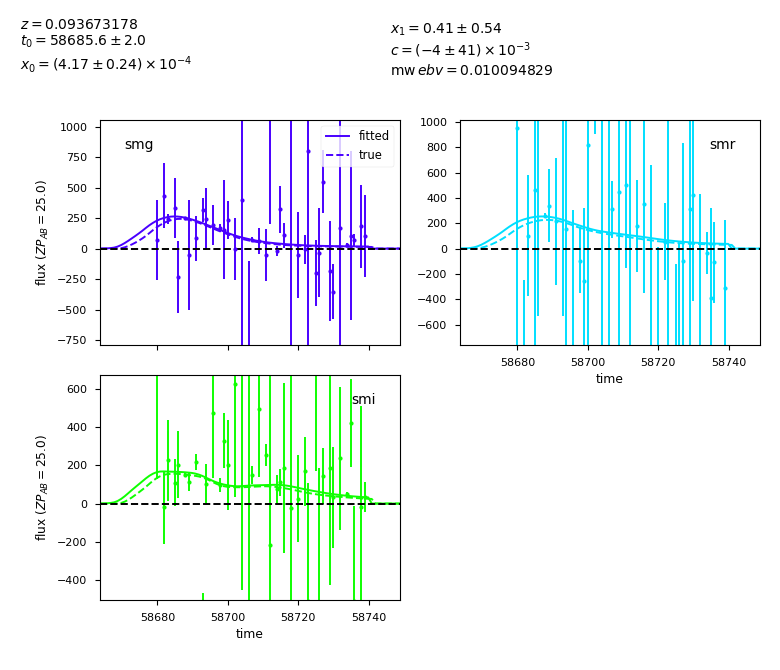 z = 0.093673178
t₀ = 58685.6 ± 2.0
x₀ = (4.17 ± 0.24) × 10⁻⁴
x₁ = 0.41 ± 0.54
c = (−4 ± 41) × 10⁻³
mw ebv = 0.010094829
1000
750
500
250
0
−250
−500
−750
flux (ZP_AB = 25.0)
smg
fitted
true
1000
800
600
400
200
0
−200
−400
−600
smr
58680 58700 58720 58740
time
600
400
200
0
−200
−400
flux (ZP_AB = 25.0)
smi
58680 58700 58720 58740
time